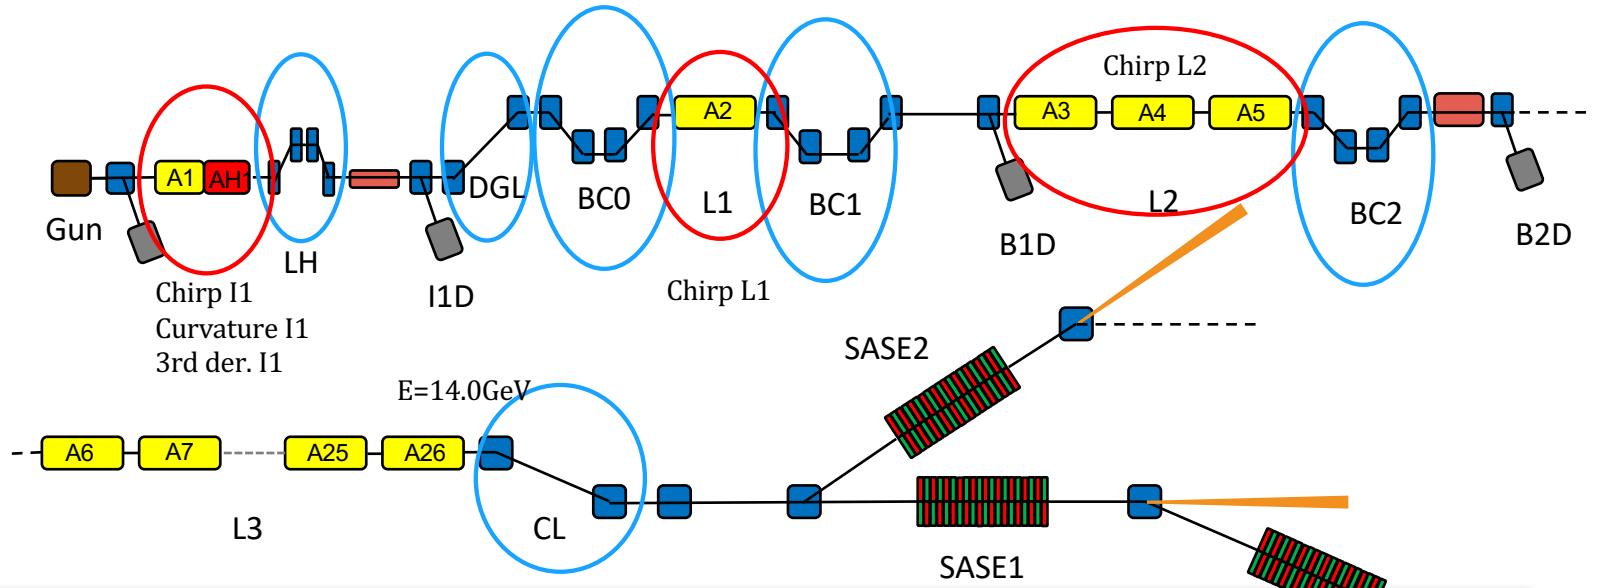 Chirp L2
A1
AH1
A2
A3
A4
A5
Gun
LH
DGL
BC0
L1
BC1
L2
BC2
B1D
B2D
I1D
Chirp I1
Curvature I1
3rd der. I1
Chirp L1
SASE2
E=14.0GeV
A6
A7
A25
A26
L3
CL
SASE1